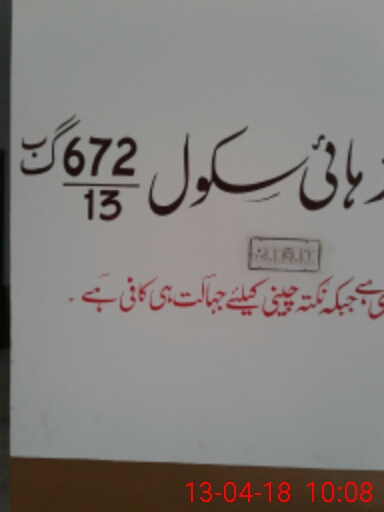 ہائی سکول 672/13 گ ب
ہے جبکہ نکتہ چینی کیلئے جہالت ہی کافی ہے ۔
13-04-18 10:08